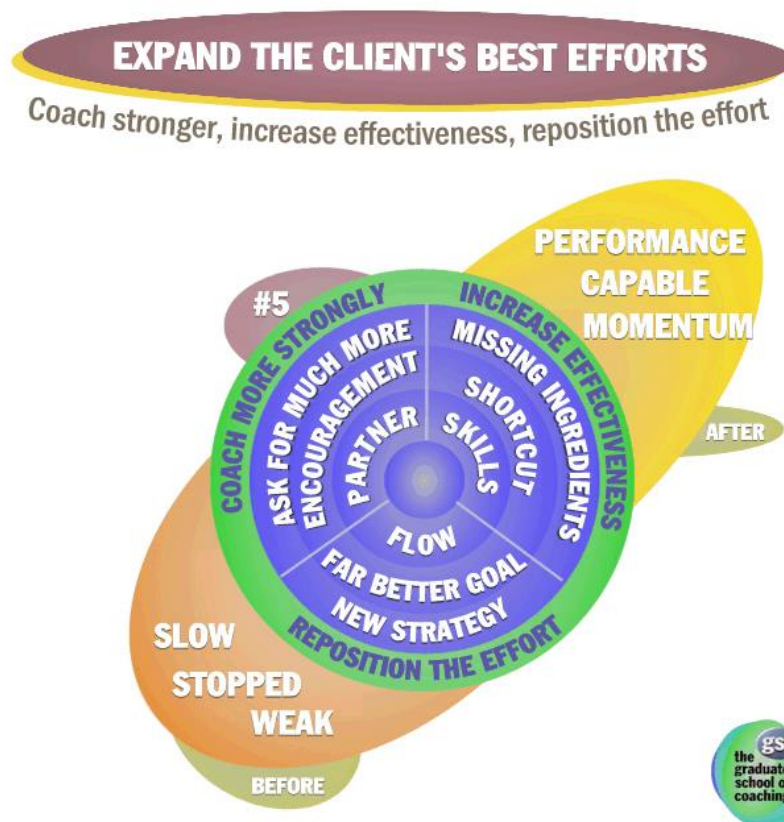 EXPAND THE CLIENT'S BEST EFFORTS
Coach stronger, increase effectiveness, reposition the effort
PERFORMANCE
CAPABLE
MOMENTUM
#5
COACH MORE STRONGLY
ASK FOR MUCH MORE
ENCOURAGEMENT
PARTNER
INCREASE EFFECTIVENESS
MISSING INGREDIENTS
SHORTCUT
SKILLS
AFTER
FLOW
FAR BETTER GOAL
NEW STRATEGY
REPOSITION THE EFFORT
SLOW
STOPPED
WEAK
BEFORE
the
school
coaching